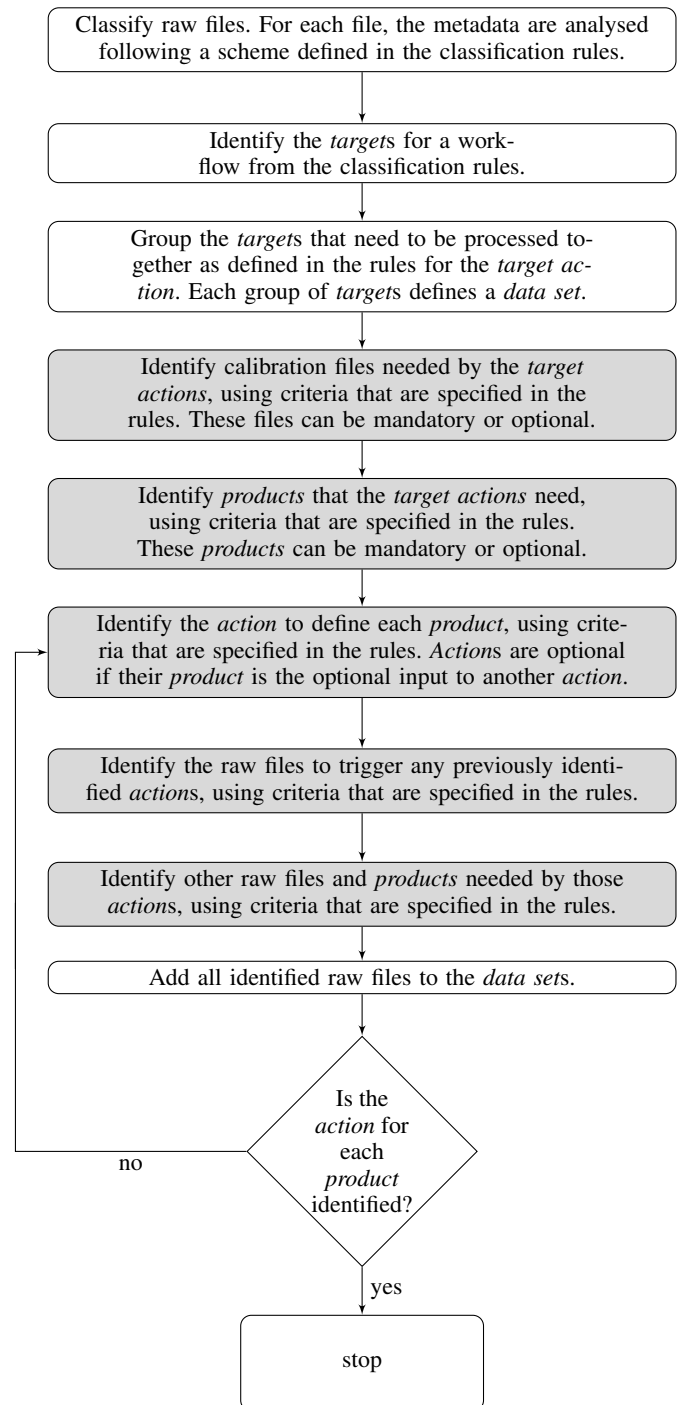 Classify raw files. For each file, the metadata are analysed
following a scheme defined in the classification rules.
Identify the targets for a work-
flow from the classification rules.
Group the targets that need to be processed to-
gether as defined in the rules for the target ac-
tion. Each group of targets defines a data set.
Identify calibration files needed by the target
actions, using criteria that are specified in the
rules. These files can be mandatory or optional.
Identify products that the target actions need,
using criteria that are specified in the rules.
These products can be mandatory or optional.
Identify the action to define each product, using crite-
ria that are specified in the rules. Actions are optional
if their product is the optional input to another action.
Identify the raw files to trigger any previously identi-
fied actions, using criteria that are specified in the rules.
Identify other raw files and products needed by those
actions, using criteria that are specified in the rules.
Add all identified raw files to the data sets.
Is the
action for
each
product
identified?
no
yes
stop